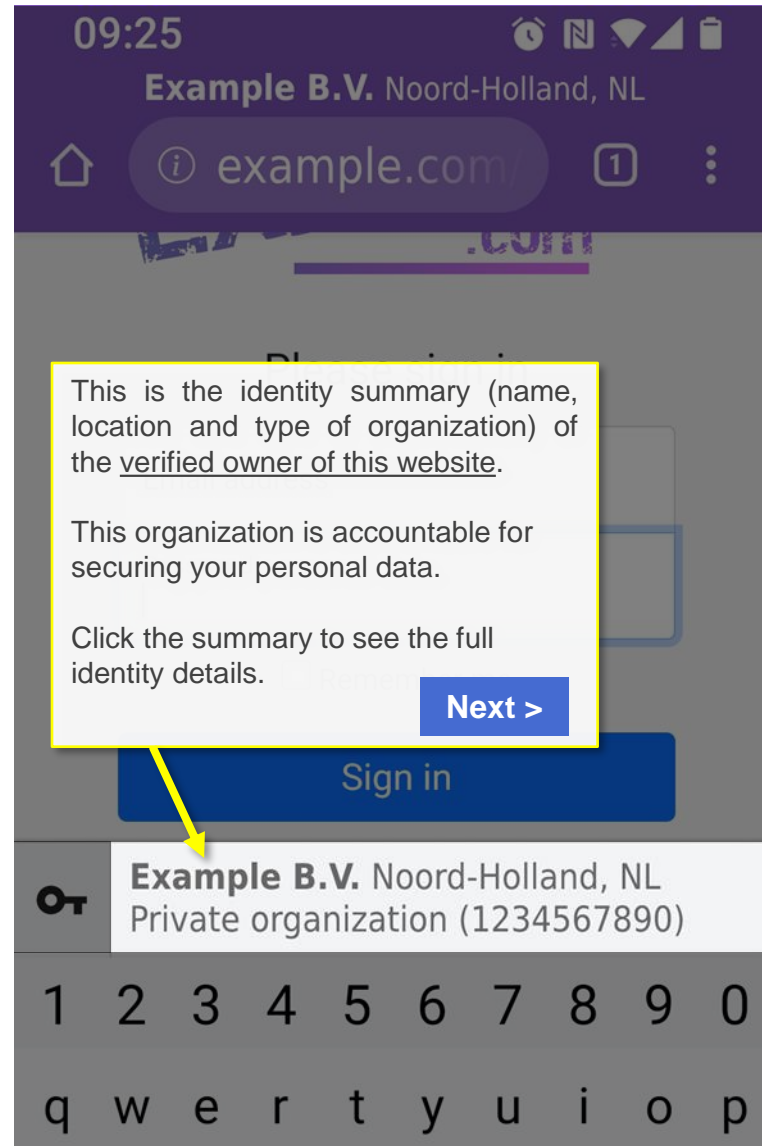 09:25
Example B.V. Noord-Holland, NL
example.com/
1
.com
Please sign in
This is the identity summary (name,
location and type of organization) of
the verified owner of this website.
This organization is accountable for
securing your personal data.
Click the summary to see the full
identity details.
Next >
Sign in
Example B.V. Noord-Holland, NL
Private organization (1234567890)
1 2 3 4 5 6 7 8 9 0
q w e r t y u i o p